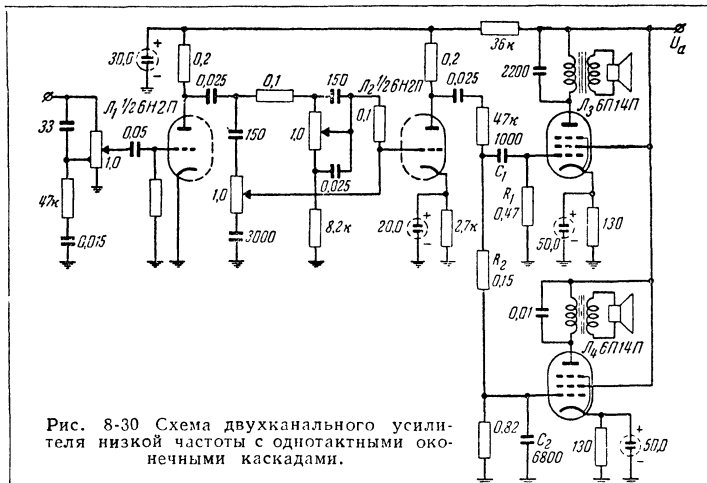 30,0
+
−
0,2
0,2
36к
Uа
0,025
0,1
150
Л₂ ½ 6Н2П
0,025
2200
Л₃ 6П14П
Л₁ ½ 6Н2П
33
0,05
1,0
150
1,0
0,1
47к
1000
C₁
0,025
47к
1,0
R₁
0,47
0,015
3000
8,2к
20,0
+
−
2,7к
50,0
+
−
130
R₂
0,15
0,01
Л₄ 6П14П
0,82
C₂
6800
130
+
−
50,0
Рис. 8-30 Схема двухканального усили-
теля низкой частоты с однотактными око-
нечными каскадами.